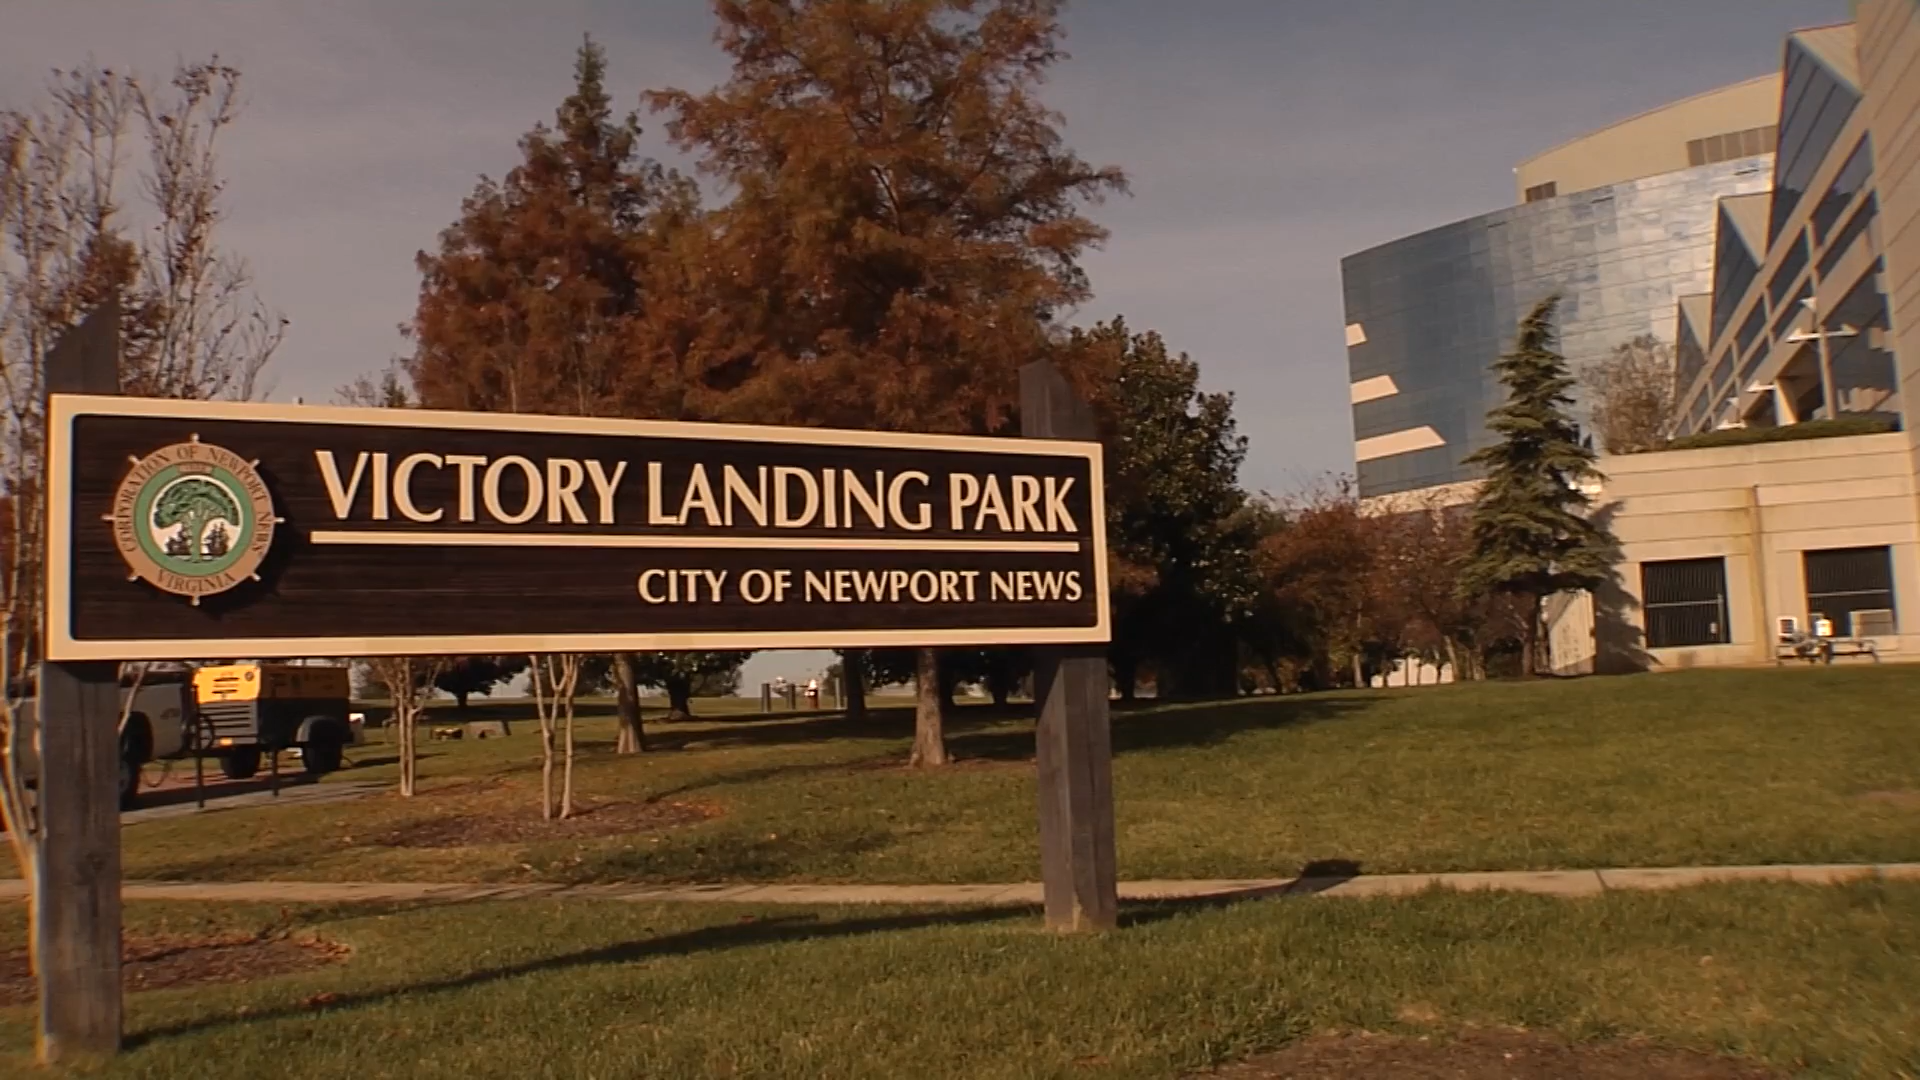 CORPORATION OF NEWPORT NEWS
VIRGINIA
VICTORY LANDING PARK
CITY OF NEWPORT NEWS